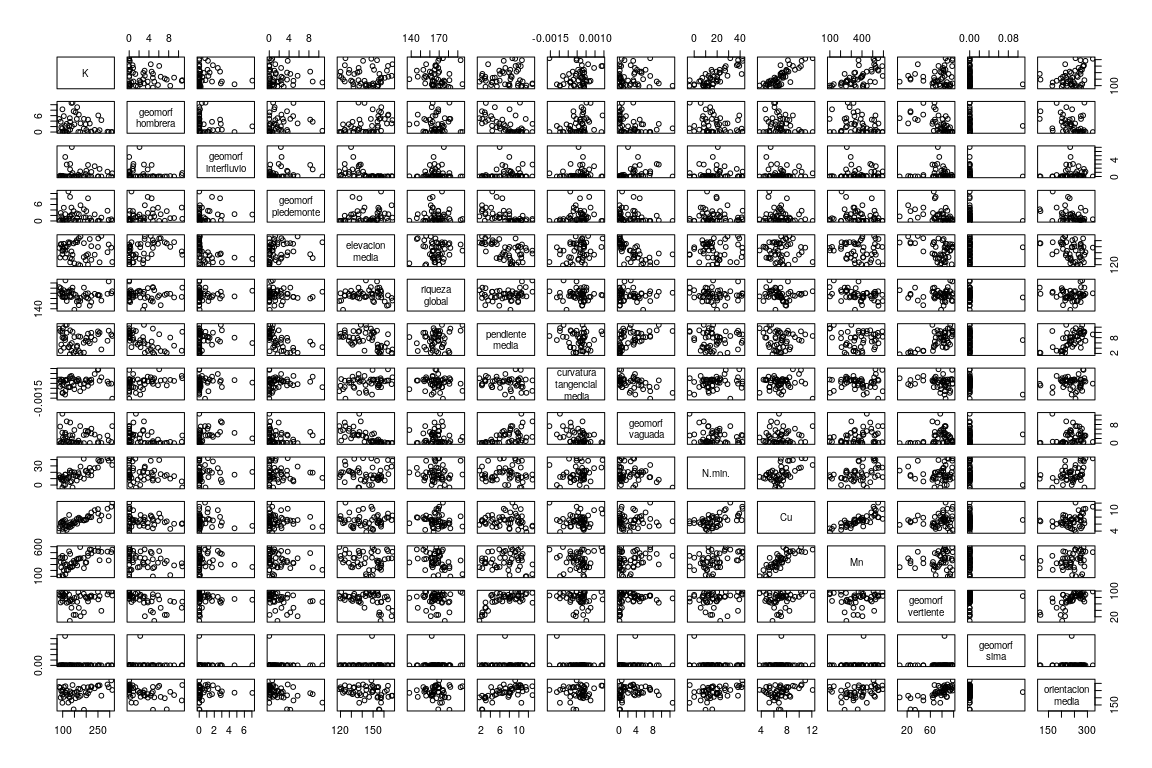 0 4 8 0 4 8 140 170 -0.0015 0.0010 0 20 40 100 400 0.00 0.08
K 100
geomorf
hombrera
0 6
geomorf
interfluvio
0 4
geomorf
piedemonte
0 6
elevacion
media
120
riqueza
global
140
pendiente
media
2 8
curvatura
tangencial
media
-0.0015
geomorf
vaguada
0 8
0 30 N.min.
Cu 4 10
100 600 Mn
geomorf
vertiente
20 100
geomorf
sima
0.00
orientacion
media
150
100 250 0 2 4 6 120 150 2 6 10 0 4 8 4 8 12 20 60 150 300